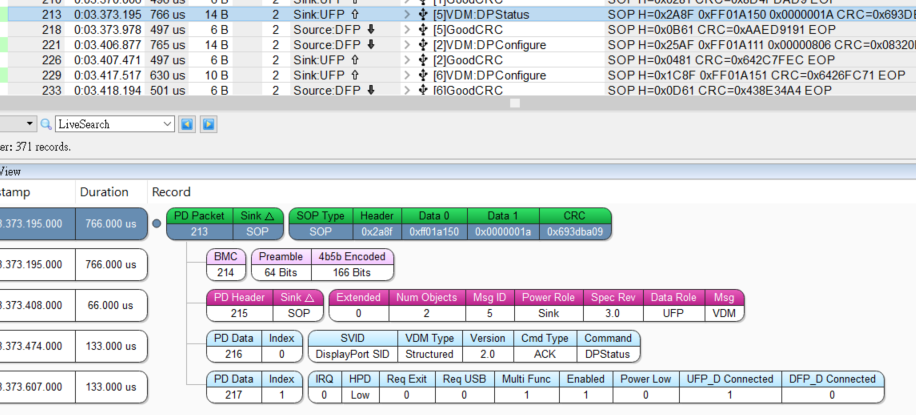 213 0:03.373.195 766 us 14 B 2 Sink:UFP ⇧ > [5]VDM:DPStatus SOP H=0x2A8F 0xFF01A150 0x0000001A
218 0:03.373.978 497 us 6 B 2 Source:DFP > [5]GoodCRC SOP H=0x0B61 CRC=0xAAED9191 EOP
221 0:03.406.877 765 us 14 B 2 Source:DFP > [2]VDM:DPConfigure SOP H=0x25AF 0xFF01A111 0x00000806
226 0:03.407.471 497 us 6 B 2 Sink:UFP ⇧ > [2]GoodCRC SOP H=0x0481 CRC=0x642C7FEC EOP
229 0:03.417.517 630 us 10 B 2 Sink:UFP ⇧ > [6]VDM:DPConfigure SOP H=0x1C8F 0xFF01A151 CRC=0x6426FC71 EOP
233 0:03.418.194 501 us 6 B 2 Source:DFP > [6]GoodCRC SOP H=0x0D61 CRC=0x438E34A4 EOP
LiveSearch
er: 371 records.
View
stamp Duration Record
3.373.195.000 766.000 us PD Packet Sink △ SOP Type Header Data 0 Data 1 CRC
213 SOP SOP 0x2a8f 0xff01a150 0x0000001a 0x693dba09
3.373.195.000 766.000 us BMC Preamble 4b5b Encoded
214 64 Bits 166 Bits
3.373.408.000 66.000 us PD Header Sink △ Extended Num Objects Msg ID Power Role Spec Rev Data Role Msg
215 SOP 0 2 5 Sink 3.0 UFP VDM
3.373.474.000 133.000 us PD Data Index SVID VDM Type Version Cmd Type Command
216 0 DisplayPort SID Structured 2.0 ACK DPStatus
3.373.607.000 133.000 us PD Data Index IRQ HPD Req Exit Req USB Multi Func Enabled Power Low UFP_D Connected DFP_D Connected
217 1 0 Low 0 0 1 1 0 1 0